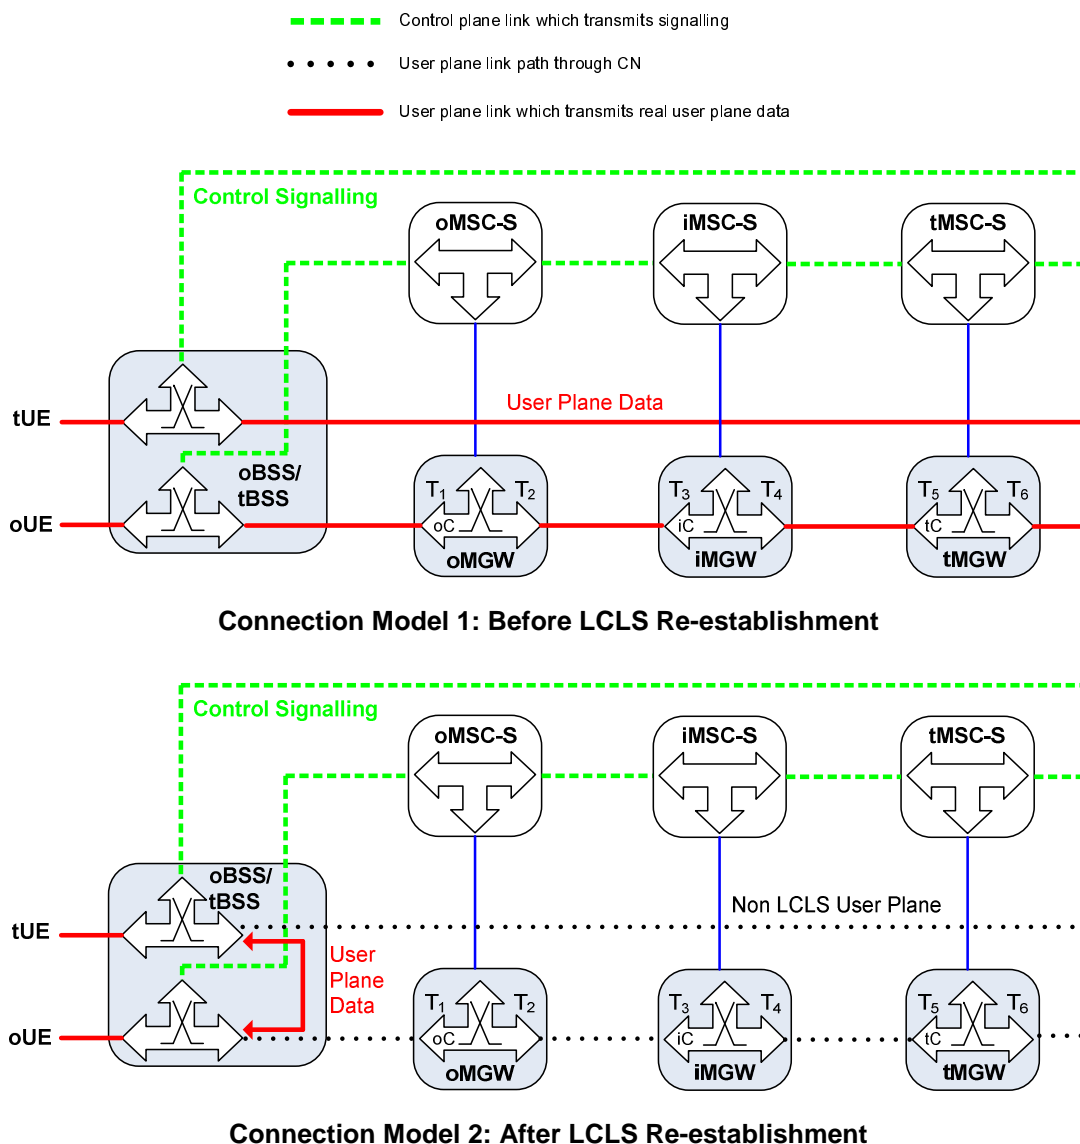 Control plane link which transmits signalling
User plane link path through CN
User plane link which transmits real user plane data
Control Signalling
oMSC-S
iMSC-S
tMSC-S
tUE
User Plane Data
oBSS/
tBSS
oUE
T1 T2
oC
oMGW
T3 T4
iC
iMGW
T5 T6
tC
tMGW
Connection Model 1: Before LCLS Re-establishment
Control Signalling
oMSC-S
iMSC-S
tMSC-S
oBSS/
tBSS
tUE
Non LCLS User Plane
User
Plane
Data
oUE
T1 T2
oC
oMGW
T3 T4
iC
iMGW
T5 T6
tC
tMGW
Connection Model 2: After LCLS Re-establishment